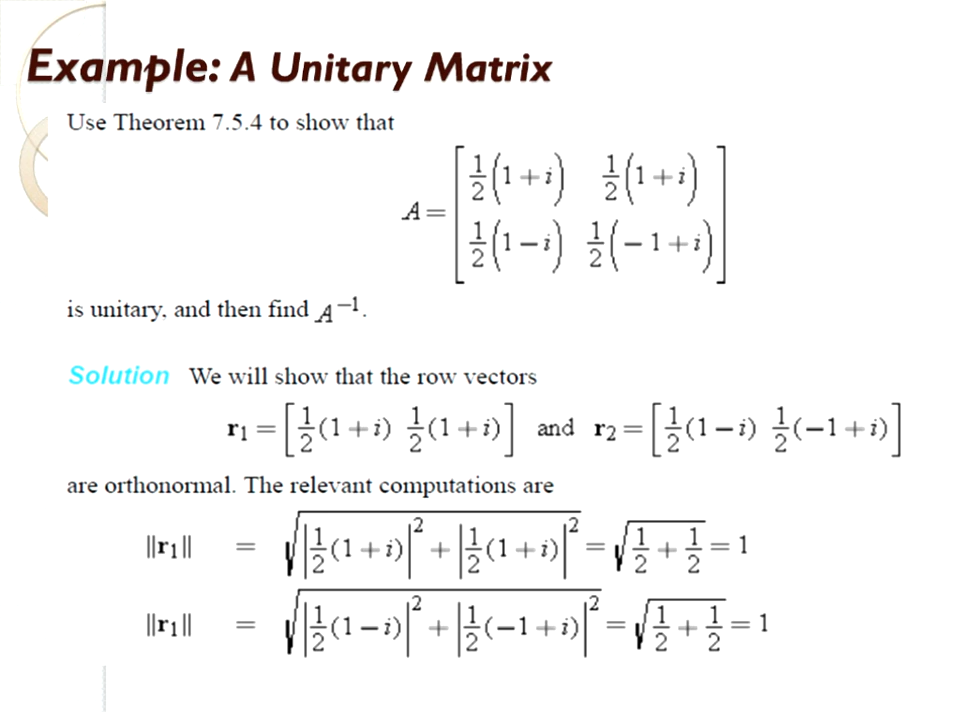 Example: A Unitary Matrix
Use Theorem 7.5.4 to show that
A = [ 1/2(1 + i) 1/2(1 + i)
1/2(1 − i) 1/2(−1 + i) ]
is unitary, and then find A⁻¹.
Solution We will show that the row vectors
r₁ = [1/2(1 + i) 1/2(1 + i)] and r₂ = [1/2(1 − i) 1/2(−1 + i)]
are orthonormal. The relevant computations are
||r₁|| = √(|1/2(1 + i)|² + |1/2(1 + i)|²) = √(1/2 + 1/2) = 1
||r₁|| = √(|1/2(1 − i)|² + |1/2(−1 + i)|²) = √(1/2 + 1/2) = 1